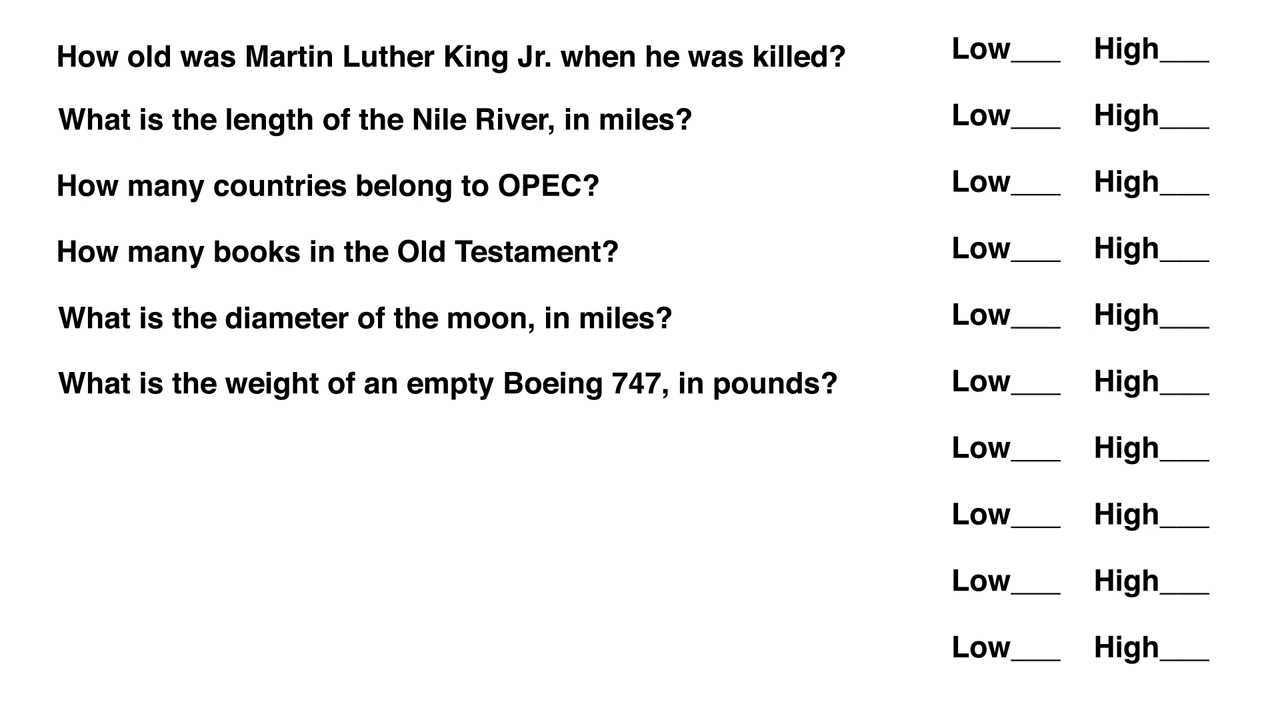 How old was Martin Luther King Jr. when he was killed? Low___ High___
What is the length of the Nile River, in miles? Low___ High___
How many countries belong to OPEC? Low___ High___
How many books in the Old Testament? Low___ High___
What is the diameter of the moon, in miles? Low___ High___
What is the weight of an empty Boeing 747, in pounds? Low___ High___
Low___ High___
Low___ High___
Low___ High___
Low___ High___